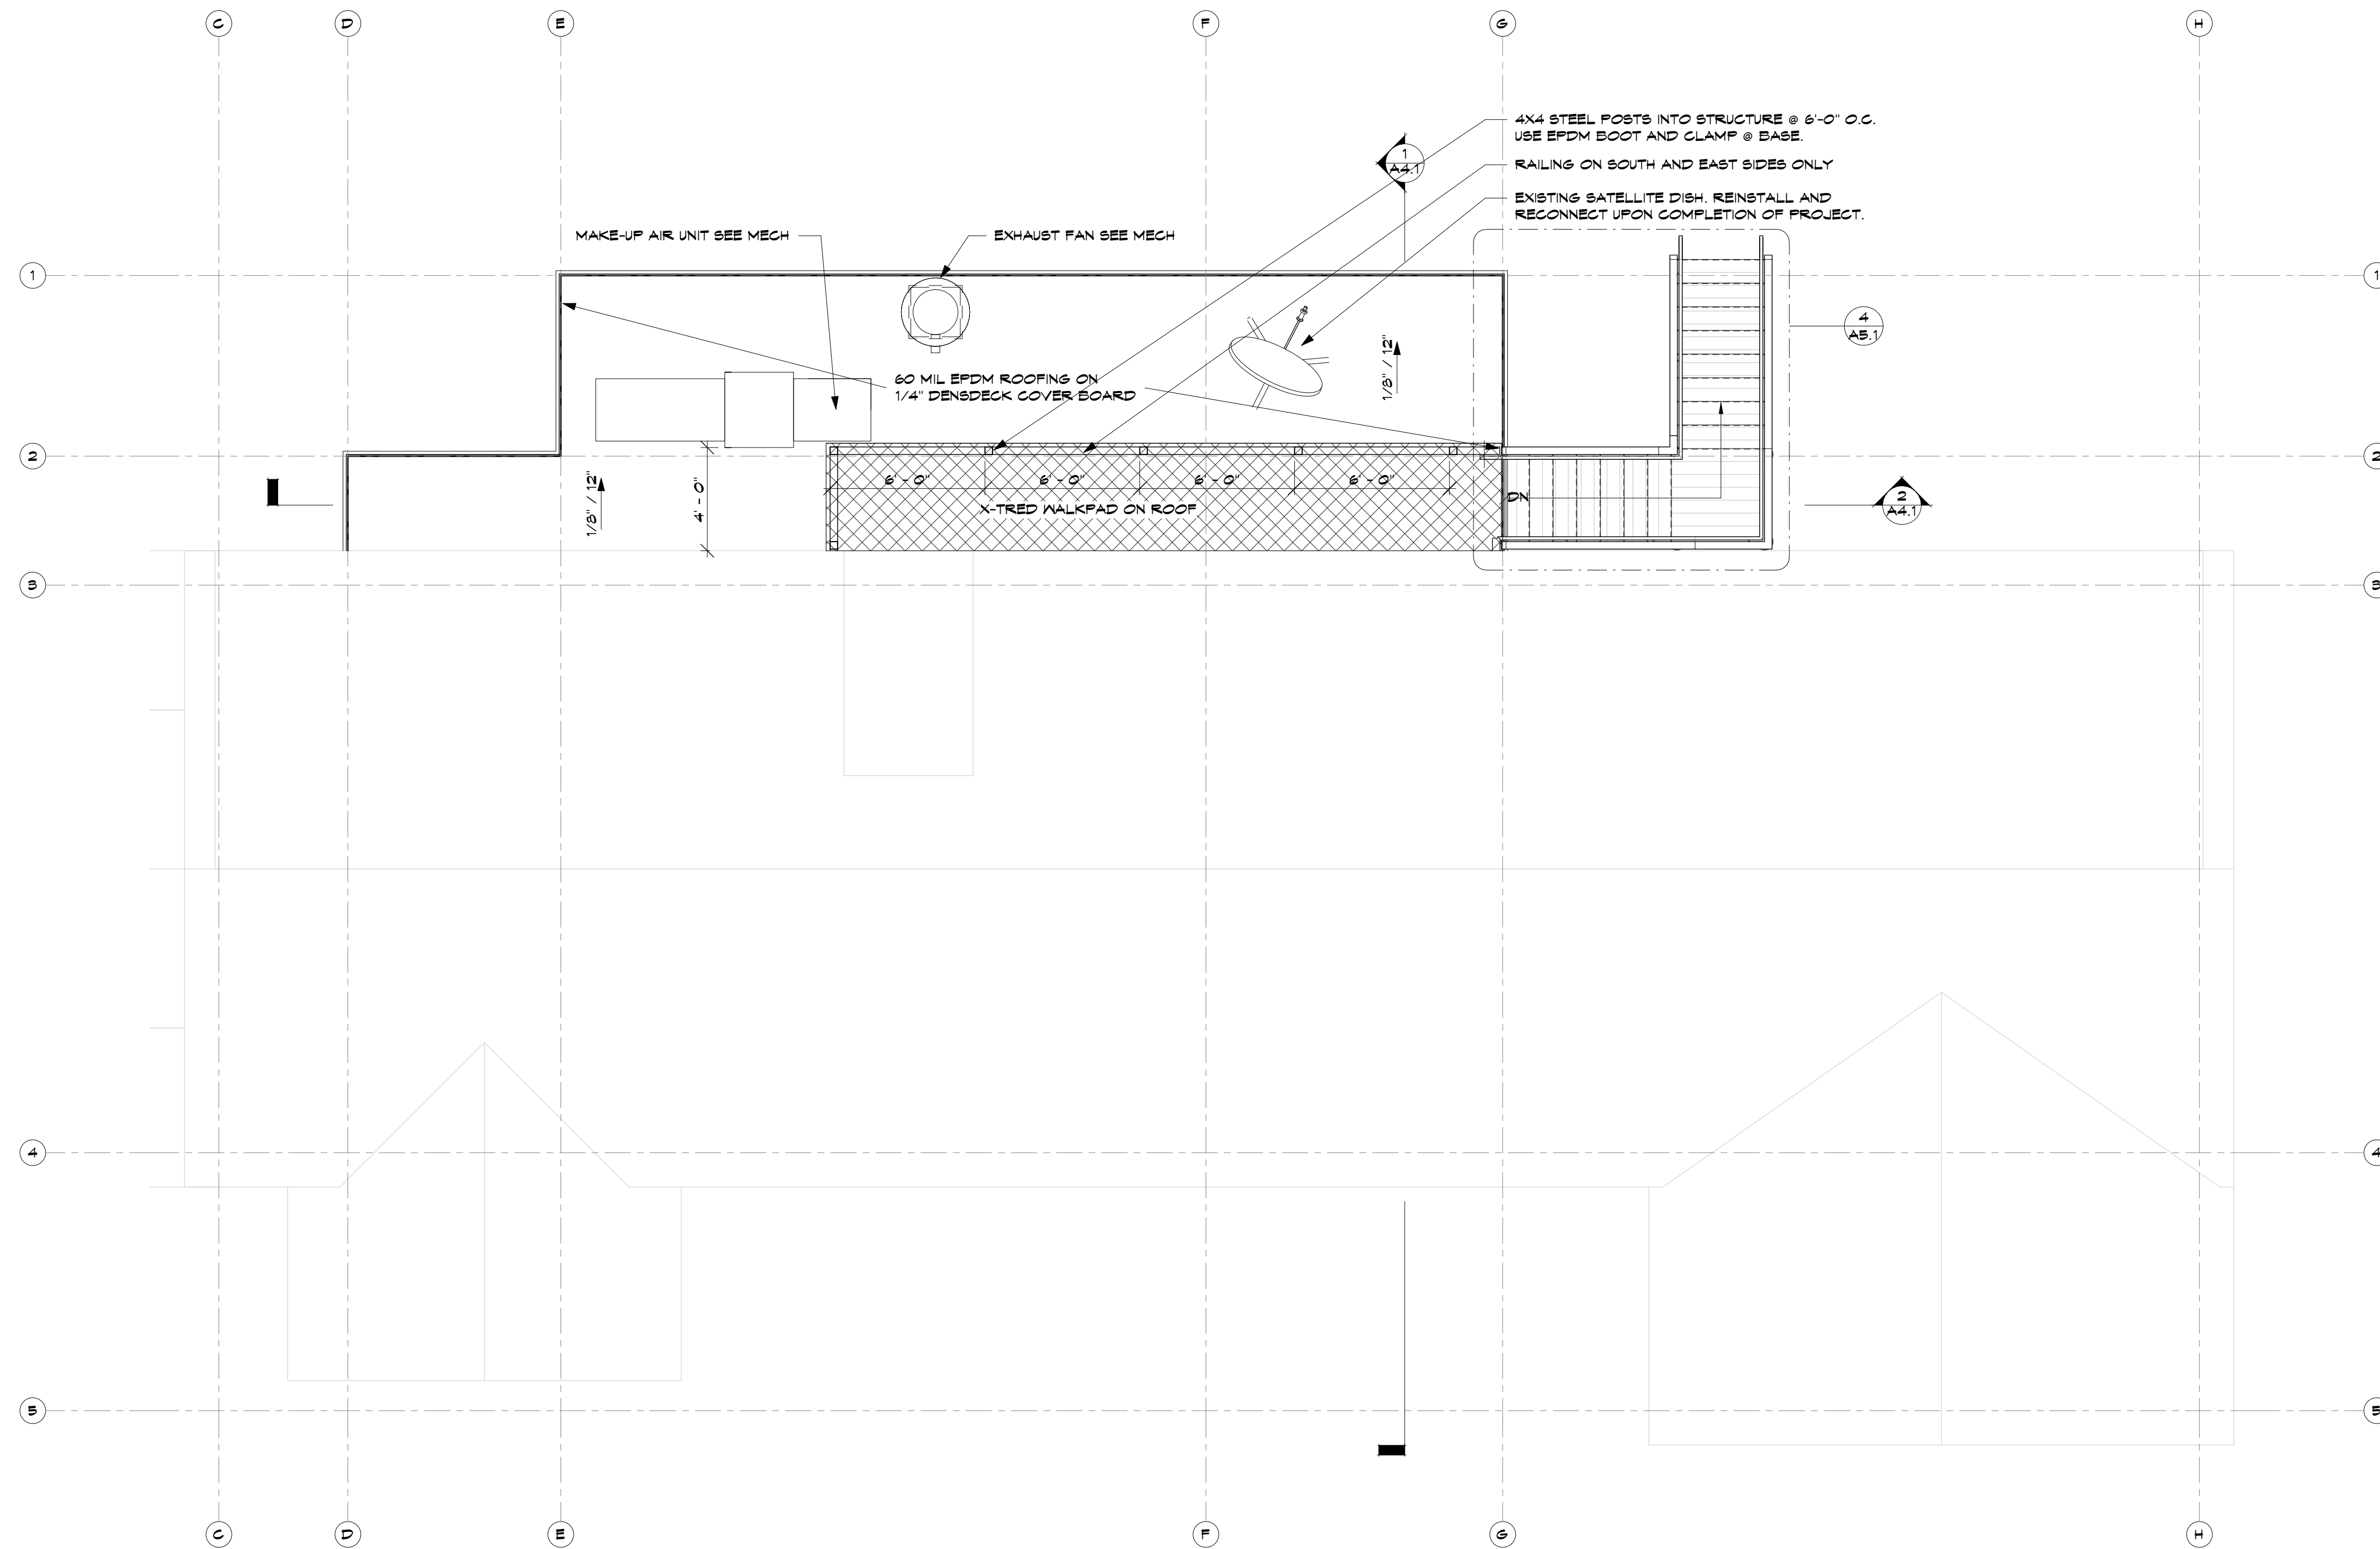 C D E F G H
4X4 STEEL POSTS INTO STRUCTURE @ 6'-0" O.C.
USE EPDM BOOT AND CLAMP @ BASE.
1
A4.1
RAILING ON SOUTH AND EAST SIDES ONLY
EXISTING SATELLITE DISH. REINSTALL AND
RECONNECT UPON COMPLETION OF PROJECT.
MAKE-UP AIR UNIT SEE MECH
EXHAUST FAN SEE MECH
1 1
4
A5.1
1/8" / 12"
60 MIL EPDM ROOFING ON
1/4" DENSDECK COVER BOARD
2 2
6' - 0" 6' - 0" 6' - 0" 6' - 0"
1/8" / 12"
4' - 0"
DN
2
A4.1
X-TRED WALKPAD ON ROOF
3 3
4 4
5 5
C D E F G H